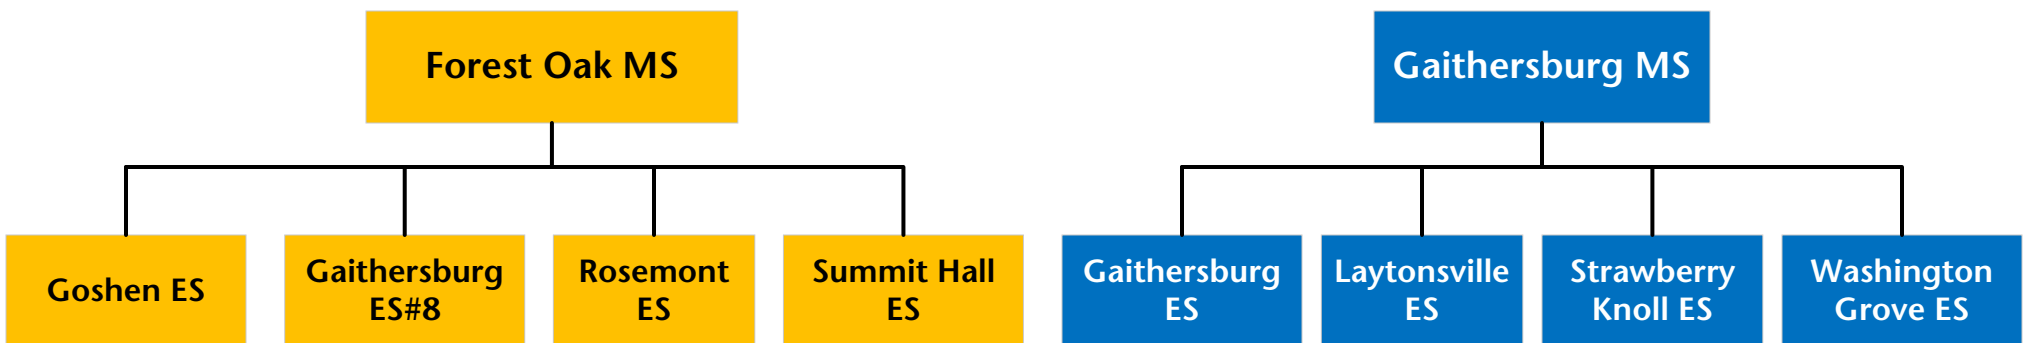 Forest Oak MS
Gaithersburg MS
Goshen ES
Gaithersburg
ES#8
Rosemont
ES
Summit Hall
ES
Gaithersburg
ES
Laytonsville
ES
Strawberry
Knoll ES
Washington
Grove ES